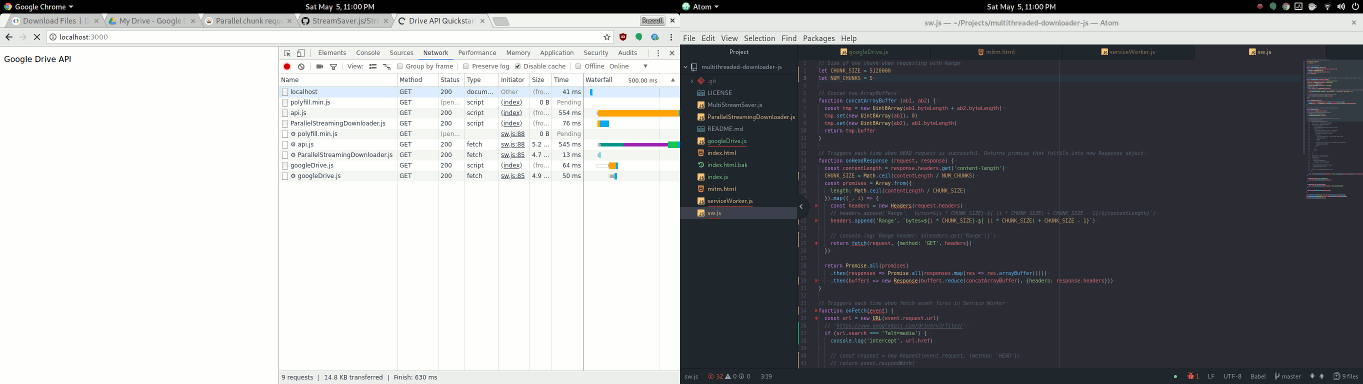 Google Chrome
Sat May 5, 11:00 PM
Download Files | D
My Drive - Google D
Parallel chunk reque
StreamSaver.js/Stre
Drive API Quickstar
localhost:3000
Google Drive API
Elements Console Sources Network Performance Memory Application Security Audits
View: Group by frame Preserve log Disable cache Offline Online
Name Method Status Type Initiator Size Time Waterfall 500.00 ms
localhost GET 200 docum... Other (fro... 41 ms
polyfill.min.js GET (pen... script (index) 0 B Pending
api.js GET 200 script (index) (fro... 554 ms
ParallelStreamingDownloader.js GET 200 script (index) (fro... 76 ms
polyfill.min.js GET (pen... fetch sw.js:88 0 B Pending
api.js GET 200 fetch sw.js:88 5.2 ... 545 ms
ParallelStreamingDownloader.js GET 200 fetch sw.js:85 4.7 ... 13 ms
googleDrive.js GET 200 script (index) (fro... 64 ms
googleDrive.js GET 200 fetch sw.js:85 4.9 ... 50 ms
9 requests | 14.8 KB transferred | Finish: 630 ms
Atom
Sat May 5, 11:00 PM
sw.js — ~/Projects/multithreaded-downloader-js — Atom
File Edit View Selection Find Packages Help
Project
googleDrive.js
mitm.html
serviceWorker.js
sw.js
multithreaded-downloader-js
.git
LICENSE
MultiStreamSaver.js
ParallelStreamingDownloader.js
README.md
googleDrive.js
index.html
index.html.bak
index.js
mitm.html
serviceWorker.js
sw.js
// Size of one chunk when requesting with Range
let CHUNK_SIZE = 5120000
let NUM_CHUNKS = 5
// Concat two ArrayBuffers
function concatArrayBuffer (ab1, ab2) {
const tmp = new Uint8Array(ab1.byteLength + ab2.byteLength)
tmp.set(new Uint8Array(ab1), 0)
tmp.set(new Uint8Array(ab2), ab1.byteLength)
return tmp.buffer
}
// Triggers each time when HEAD request is successful. Returns promise that fulfills into new Response object.
function onHeadResponse (request, response) {
const contentLength = response.headers.get('content-length')
CHUNK_SIZE = Math.ceil(contentLength / NUM_CHUNKS)
const promises = Array.from({
length: Math.ceil(contentLength / CHUNK_SIZE)
}).map((_, i) => {
const headers = new Headers(request.headers)
headers.append('Range', `bytes=${i * CHUNK_SIZE}-${ (i * CHUNK_SIZE) + CHUNK_SIZE - 1}`)
// console.log(`Range header: ${headers.get('Range')}`)
return fetch(request, {method: 'GET', headers})
})
return Promise.all(promises)
.then(responses => Promise.all(responses.map(res => res.arrayBuffer())))
.then(buffers => new Response(buffers.reduce(concatArrayBuffer), {headers: response.headers}))
}
// Triggers each time when fetch event fires in Service Worker
function onFetch(event) {
const url = new URL(event.request.url)
// 'https://www.googleapis.com/drive/v3/files/'
if (url.search === '?alt=media') {
console.log('intercept', url.href)
// const request = new Request(event.request, {method: 'HEAD'})
// return event.respondWith(
sw.js 32 0 0 3:19
1 LF UTF-8 Babel master 9 files